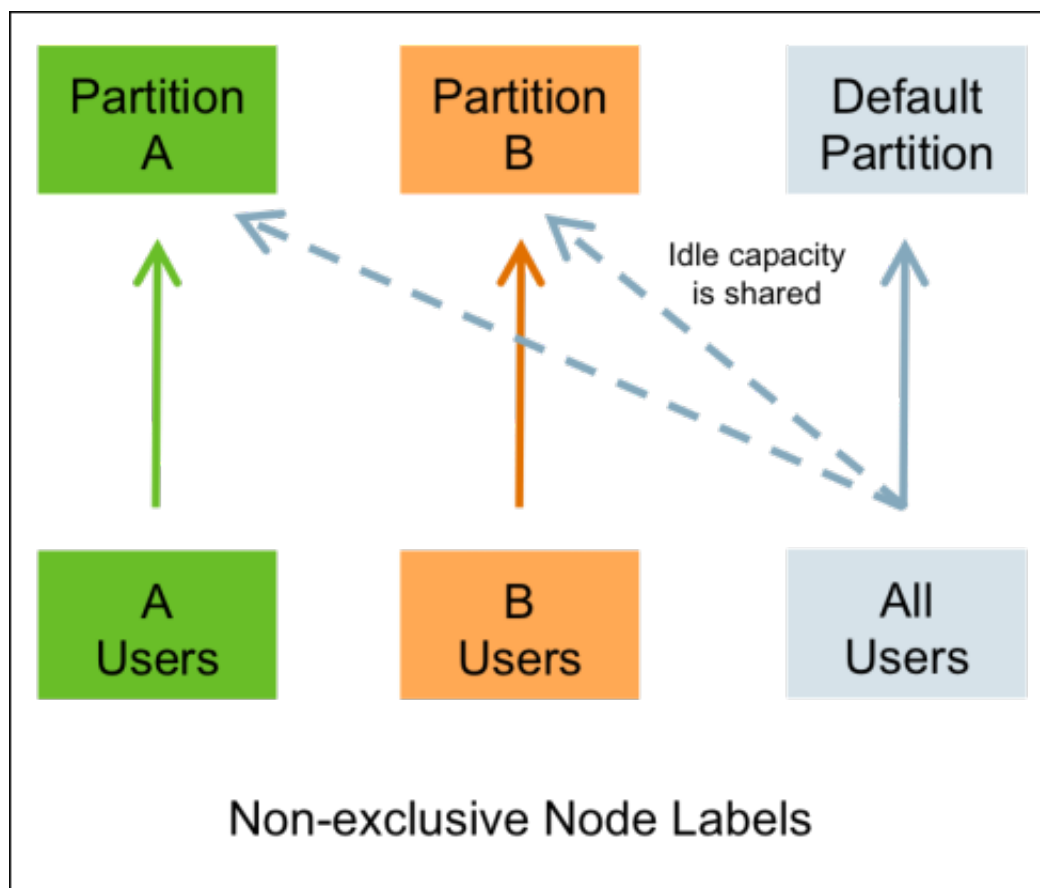 Partition
A
Partition
B
Default
Partition
Idle capacity
is shared
A
Users
B
Users
All
Users
Non-exclusive Node Labels